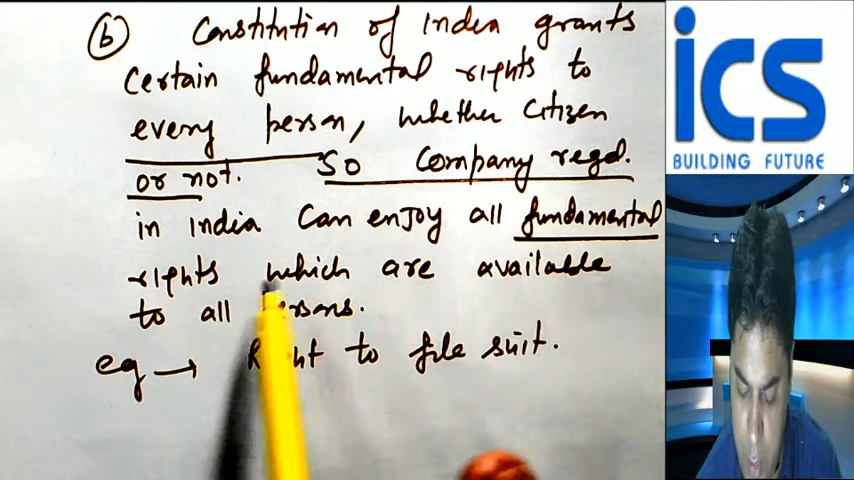 (b) Constitution of India grants
certain fundamental rights to
every person, whether citizen
or not. So Company regd.
in India can enjoy all fundamental
rights which are available
to all
eg → to file suit.
ICS
BUILDING FUTURE